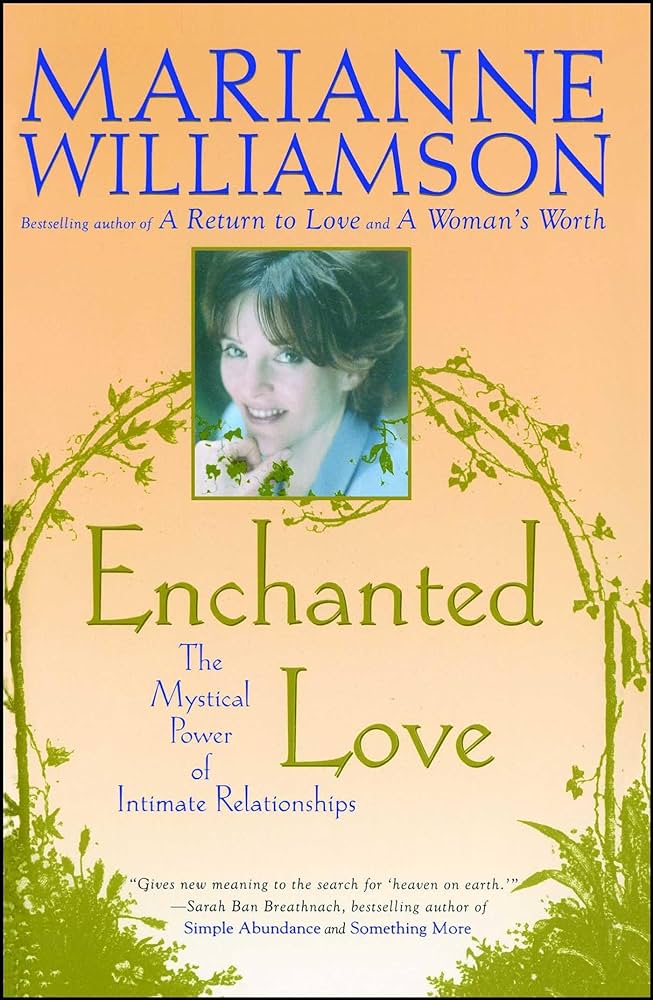 MARIANNE
WILLIAMSON
Bestselling author of A Return to Love and A Woman's Worth
Enchanted
Love
The
Mystical
Power
of
Intimate Relationships
“Gives new meaning to the search for ‘heaven on earth.’”
—Sarah Ban Breathnach, bestselling author of
Simple Abundance and Something More